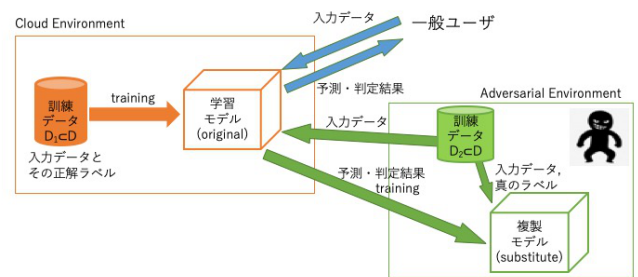 Cloud Environment
入力データ
一般ユーザ
訓練
データ
D₁⊂D
training
学習
モデル
(original)
予測・判定結果
入力データと
その正解ラベル
Adversarial Environment
入力データ
訓練
データ
D₂⊂D
予測・判定結果
training
入力データ,
真のラベル
複製
モデル
(substitute)